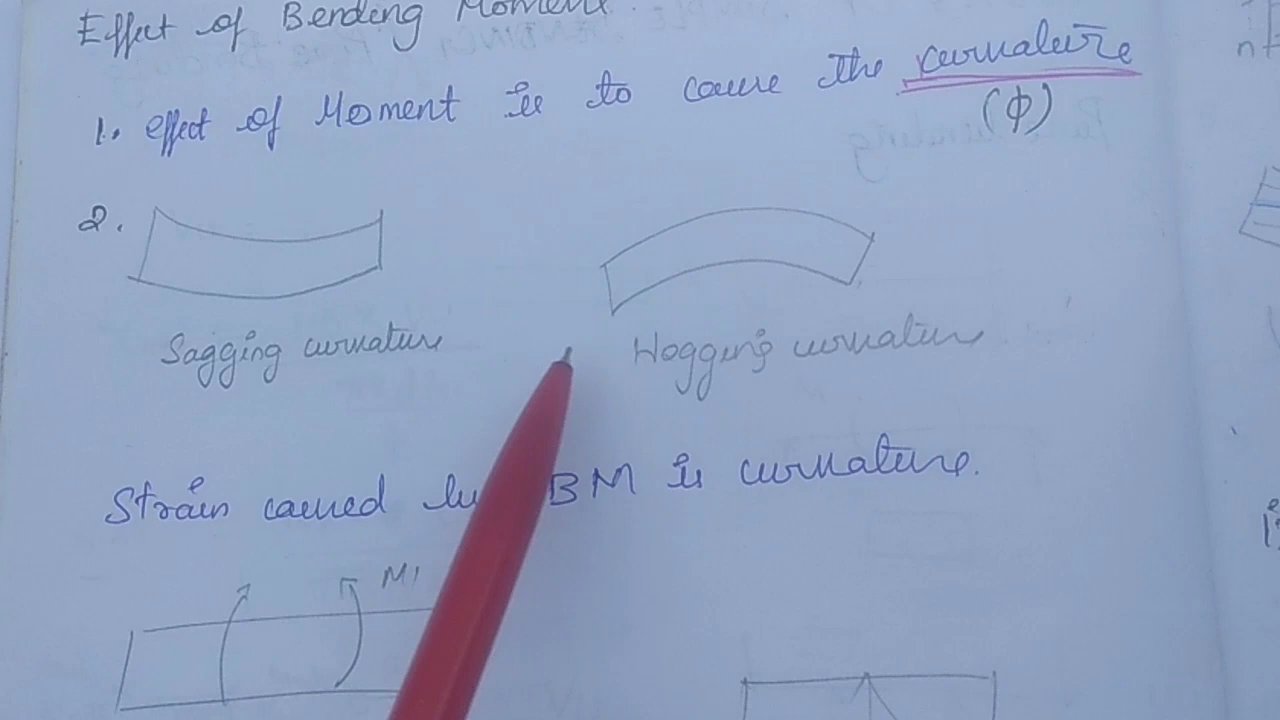 Effect of Bending Moment.
1. effect of Moment is to cause the curvature
(φ)
2.
Sagging curvature
Hogging curvature
Strain caused BM is curvature.
M1